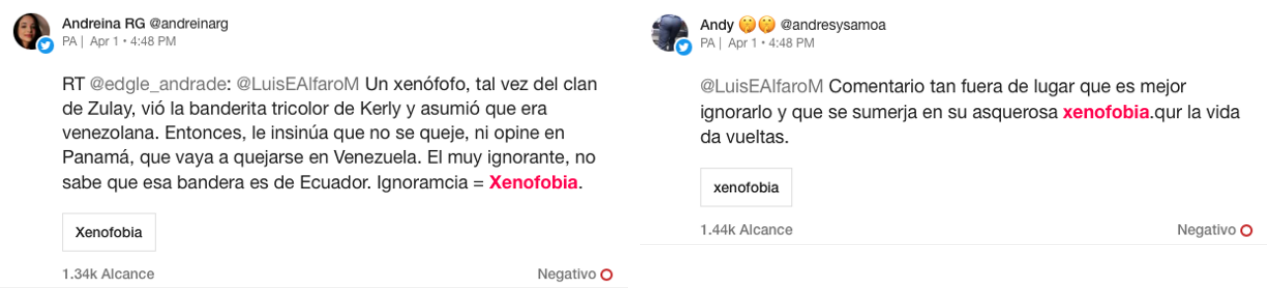 Andreina RG @andreinarg
PA | Apr 1 • 4:48 PM
RT @edgle_andrade: @LuisEAlfaroM Un xenófofo, tal vez del clan
de Zulay, vió la banderita tricolor de Kerly y asumió que era
venezolana. Entonces, le insinúa que no se queje, ni opine en
Panamá, que vaya a quejarse en Venezuela. El muy ignorante, no
sabe que esa bandera es de Ecuador. Ignoramcia = Xenofobia.
Xenofobia
1.34k Alcance
Negativo
Andy 🤫🤫 @andresysamoa
PA | Apr 1 • 4:48 PM
@LuisEAlfaroM Comentario tan fuera de lugar que es mejor
ignorarlo y que se sumerja en su asquerosa xenofobia.qur la vida
da vueltas.
xenofobia
1.44k Alcance
Negativo